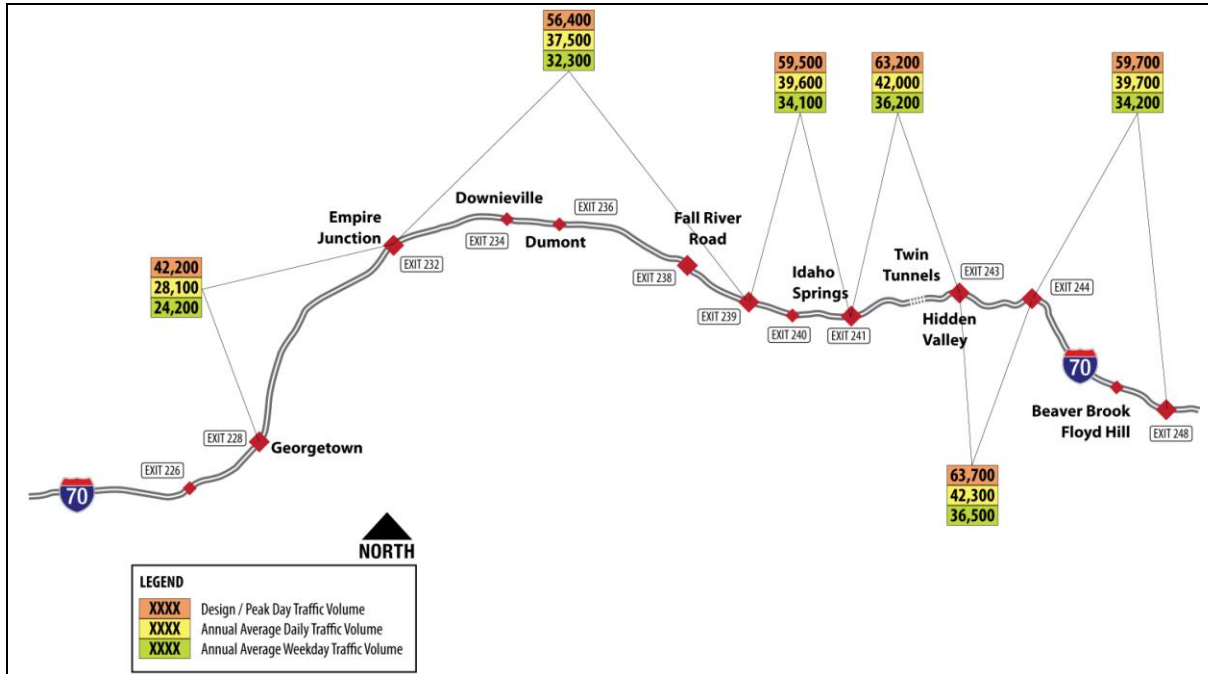 56,400
37,500
32,300
59,500
39,600
34,100
63,200
42,000
36,200
59,700
39,700
34,200
Downieville
EXIT 236
Fall River
Road
Empire
Junction
EXIT 234
Dumont
EXIT 232
EXIT 238
Twin
Tunnels
EXIT 243
Idaho
Springs
EXIT 244
42,200
28,100
24,200
EXIT 239
EXIT 240
EXIT 241
Hidden
Valley
70
Beaver Brook
Floyd Hill
EXIT 248
EXIT 228
Georgetown
EXIT 226
70
63,700
42,300
36,500
NORTH
LEGEND
XXXX Design / Peak Day Traffic Volume
XXXX Annual Average Daily Traffic Volume
XXXX Annual Average Weekday Traffic Volume